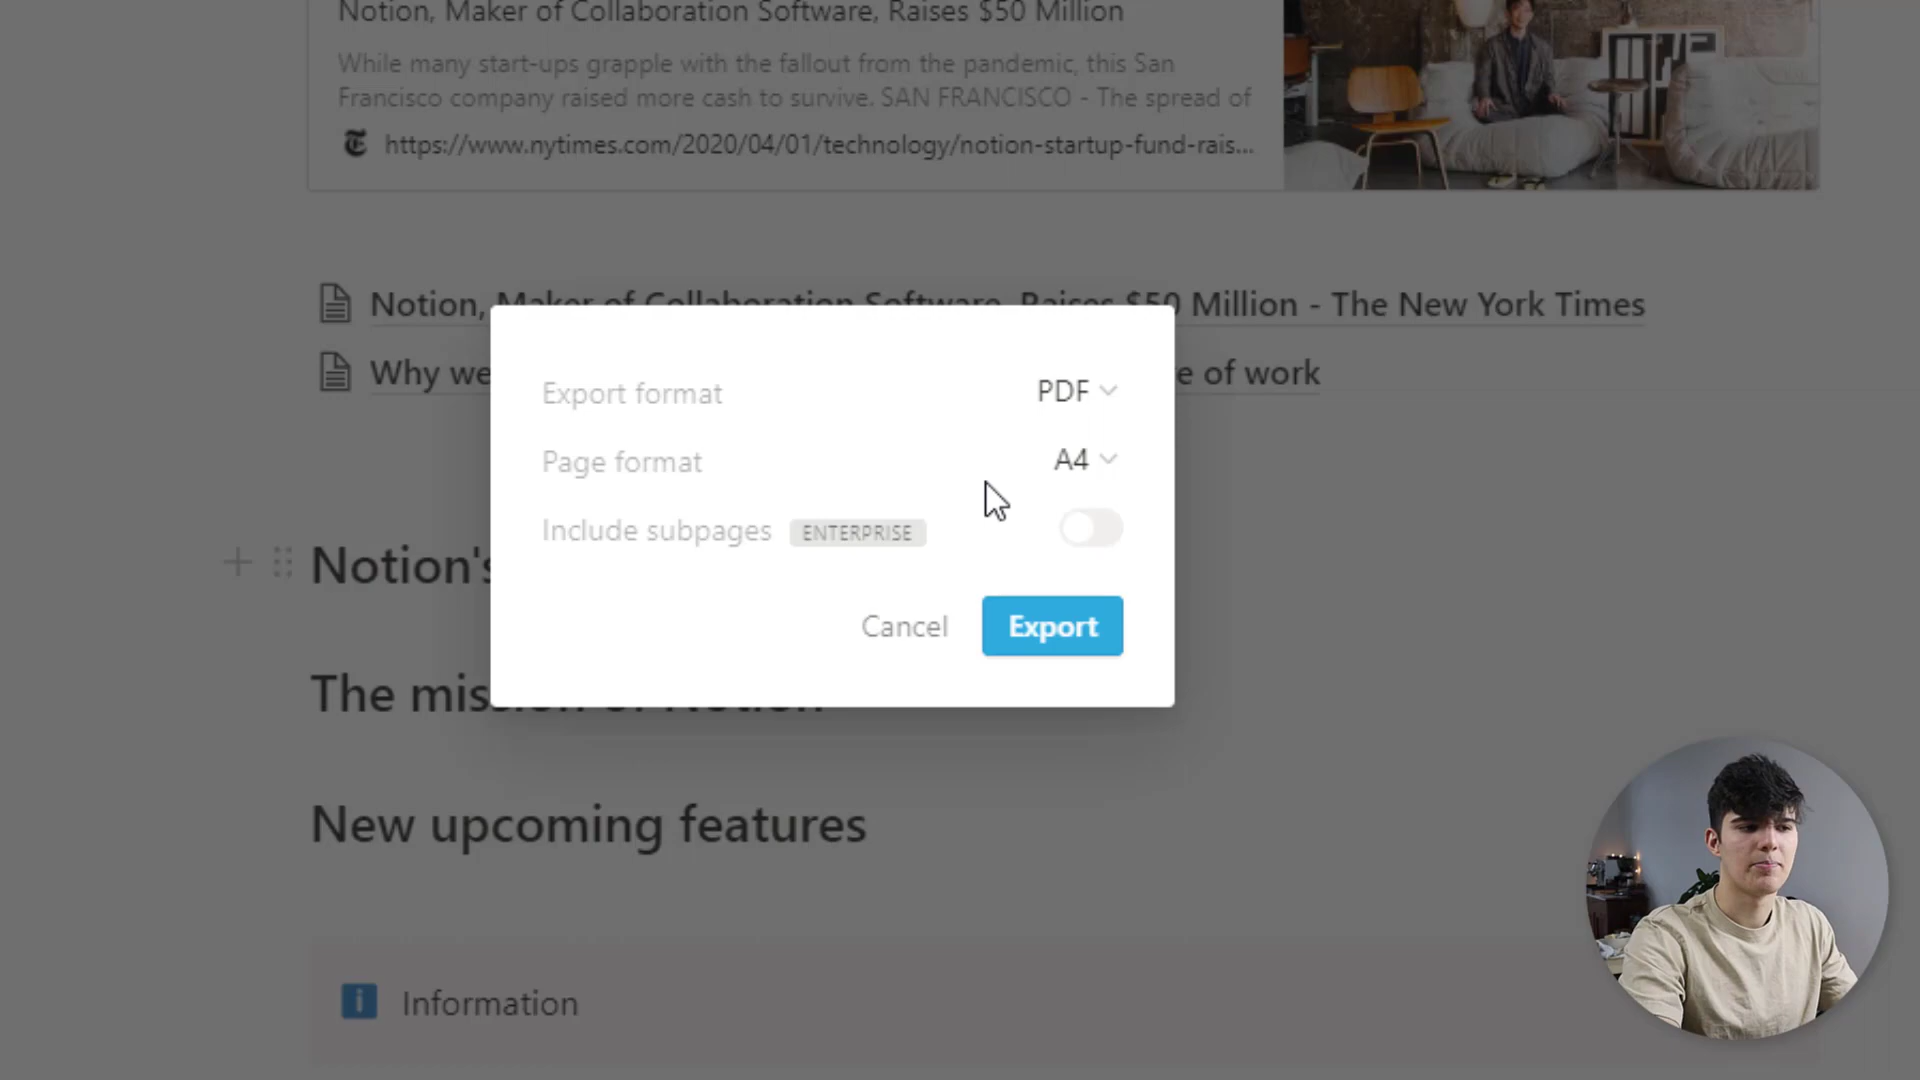 Notion, Maker of Collaboration Software, Raises $50 Million
While many start-ups grapple with the fallout from the pandemic, this San
Francisco company raised more cash to survive. SAN FRANCISCO - The spread of
https://www.nytimes.com/2020/04/01/technology/notion-startup-fund-rais...
Notion, Maker of Collaboration Software, Raises $50 Million - The New York Times
Why we
e of work
Export format
PDF
Page format
A4
Include subpages
ENTERPRISE
Cancel
Export
Notion's
The mission of Notion
New upcoming features
Information